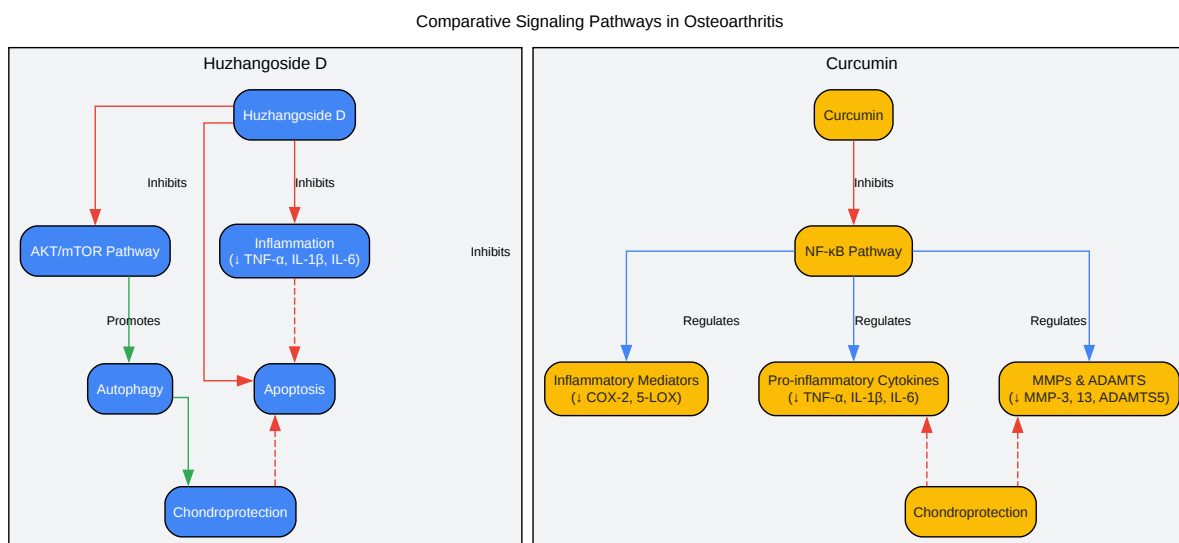 Comparative Signaling Pathways in Osteoarthritis
Huzhangoside D
Huzhangoside D
Inhibits
Inhibits
AKT/mTOR Pathway
Inflammation
(↓ TNF-α, IL-1β, IL-6)
Inhibits
Promotes
Autophagy
Apoptosis
Chondroprotection
Curcumin
Curcumin
Inhibits
NF-κB Pathway
Regulates
Regulates
Regulates
Inflammatory Mediators
(↓ COX-2, 5-LOX)
Pro-inflammatory Cytokines
(↓ TNF-α, IL-1β, IL-6)
MMPs & ADAMTS
(↓ MMP-3, 13, ADAMTS5)
Chondroprotection